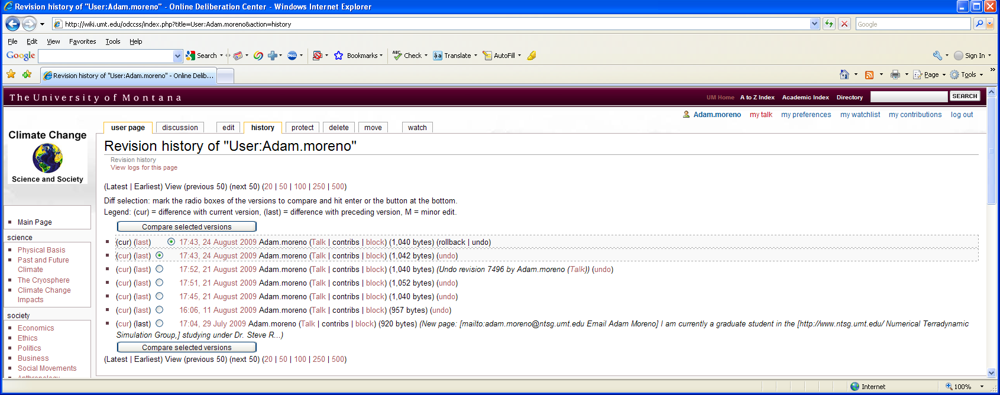 Revision history of "User:Adam.moreno" - Online Deliberation Center - Windows Internet Explorer
http://wiki.umt.edu/odccss/index.php?title=User:Adam.moreno&action=history
Google
File Edit View Favorites Tools Help
Google Search Bookmarks ABC Check Translate AutoFill Sign In
Revision history of "User:Adam.moreno" - Online Delib... Page Tools »
The University of Montana UM Home A to Z Index Academic Index Directory SEARCH
Adam.moreno my talk my preferences my watchlist my contributions log out
user page discussion edit history protect delete move watch
Climate Change
Science and Society
Revision history of "User:Adam.moreno"
Revision history
View logs for this page
(Latest | Earliest) View (previous 50) (next 50) (20 | 50 | 100 | 250 | 500)
Diff selection: mark the radio boxes of the versions to compare and hit enter or the button at the bottom.
Legend: (cur) = difference with current version, (last) = difference with preceding version, M = minor edit.
Compare selected versions
(cur) (last) 17:43, 24 August 2009 Adam.moreno (Talk | contribs | block) (1,040 bytes) (rollback | undo)
(cur) (last) 17:43, 24 August 2009 Adam.moreno (Talk | contribs | block) (1,042 bytes) (undo)
(cur) (last) 17:52, 21 August 2009 Adam.moreno (Talk | contribs | block) (1,040 bytes) (Undo revision 7496 by Adam.moreno (Talk)) (undo)
(cur) (last) 17:51, 21 August 2009 Adam.moreno (Talk | contribs | block) (1,052 bytes) (undo)
(cur) (last) 17:45, 21 August 2009 Adam.moreno (Talk | contribs | block) (1,040 bytes) (undo)
(cur) (last) 16:06, 11 August 2009 Adam.moreno (Talk | contribs | block) (957 bytes) (undo)
(cur) (last) 17:04, 29 July 2009 Adam.moreno (Talk | contribs | block) (920 bytes) (New page: [mailto:adam.moreno@ntsg.umt.edu Email Adam Moreno] I am currently a graduate student in the [http://www.ntsg.umt.edu/ Numerical Terradynamic
Simulation Group,] studying under Dr. Steve R...)
Compare selected versions
(Latest | Earliest) View (previous 50) (next 50) (20 | 50 | 100 | 250 | 500)
Main Page
science
Physical Basis
Past and Future
Climate
The Cryosphere
Climate Change
Impacts
society
Economics
Ethics
Politics
Business
Social Movements
Anthropology
Internet 100%